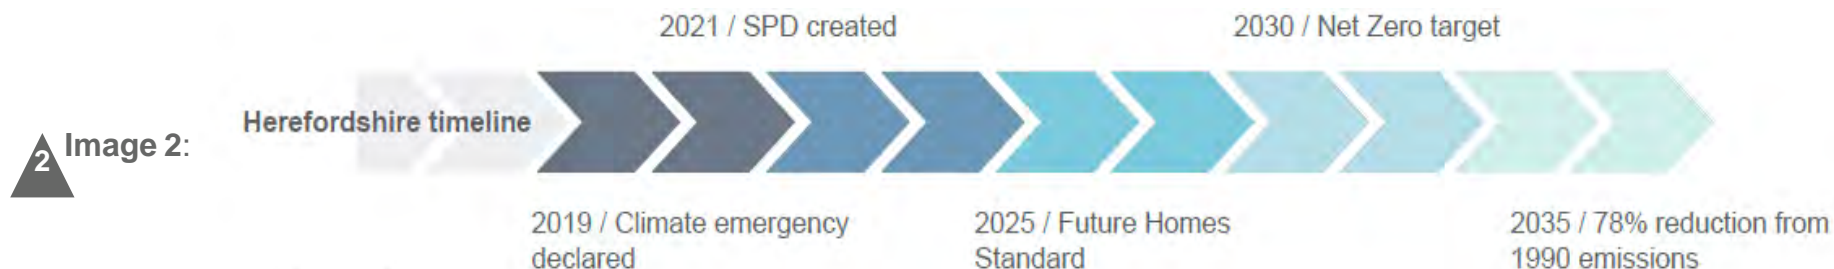 2021 / SPD created
2030 / Net Zero target
Herefordshire timeline
2 Image 2:
2019 / Climate emergency
declared
2025 / Future Homes
Standard
2035 / 78% reduction from
1990 emissions